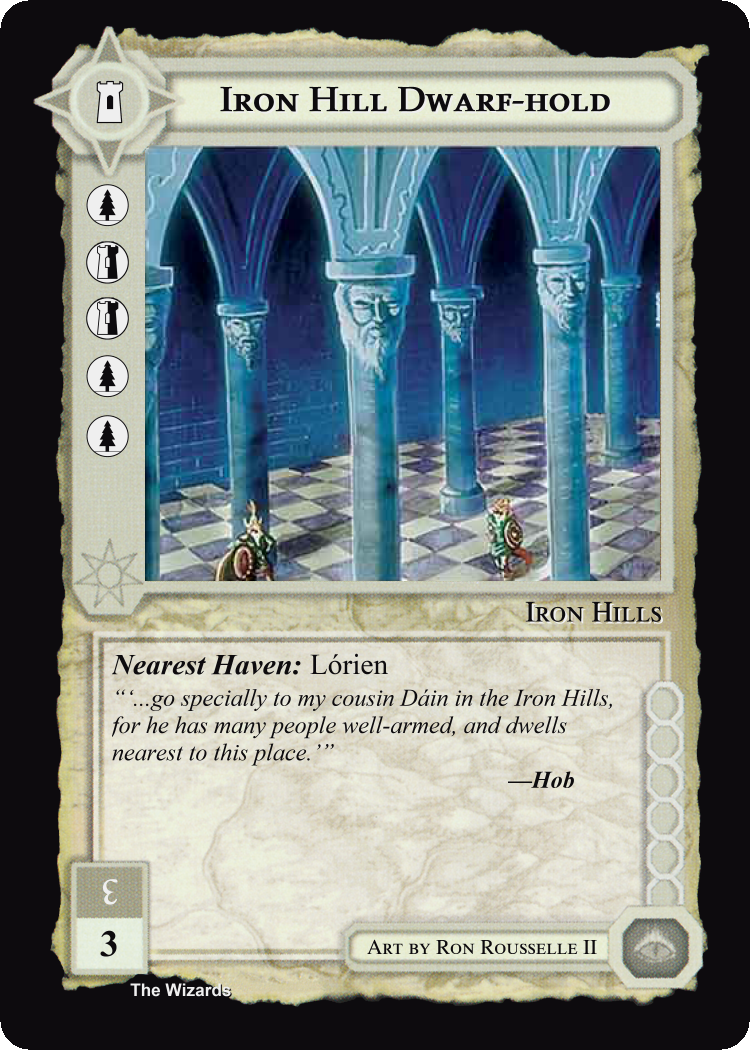 Iron Hill Dwarf-hold
Iron Hills
Nearest Haven: Lórien
“‘...go specially to my cousin Dáin in the Iron Hills,
for he has many people well-armed, and dwells
nearest to this place.’”
—Hob
3
Art by Ron Rousselle II
The Wizards